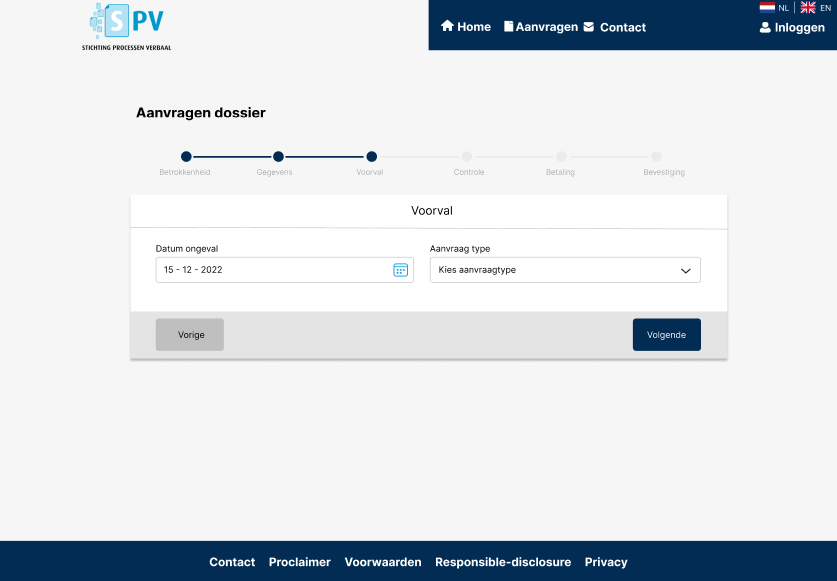 SPV
STICHTING PROCESSEN VERBAAL
Home Aanvragen Contact
NL EN
Inloggen
Aanvragen dossier
Betrokkenheid Gegevens Voorval Controle Betaling Bevestiging
Voorval
Datum ongeval Aanvraag type
15 - 12 - 2022 Kies aanvraagtype
Vorige Volgende
Contact Proclaimer Voorwaarden Responsible-disclosure Privacy